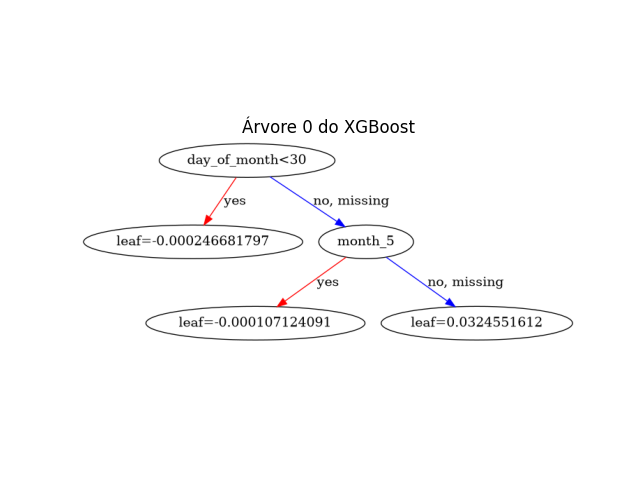 Árvore 0 do XGBoost
day_of_month<30
yes
no, missing
leaf=-0.000246681797
month_5
yes
no, missing
leaf=-0.000107124091
leaf=0.0324551612